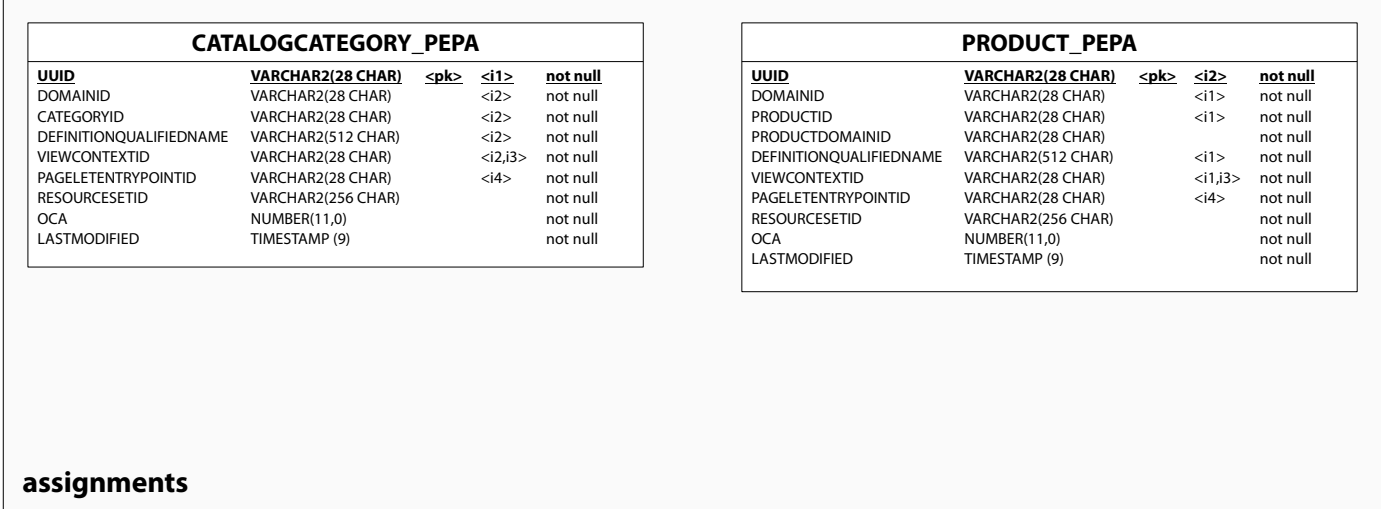 CATALOGCATEGORY_PEPA
UUID VARCHAR2(28 CHAR) <pk> <i1> not null
DOMAINID VARCHAR2(28 CHAR) <i2> not null
CATEGORYID VARCHAR2(28 CHAR) <i2> not null
DEFINITIONQUALIFIEDNAME VARCHAR2(512 CHAR) <i2> not null
VIEWCONTEXTID VARCHAR2(28 CHAR) <i2,i3> not null
PAGELETENTRYPOINTID VARCHAR2(28 CHAR) <i4> not null
RESOURCESETID VARCHAR2(256 CHAR) not null
OCA NUMBER(11,0) not null
LASTMODIFIED TIMESTAMP (9) not null
PRODUCT_PEPA
UUID VARCHAR2(28 CHAR) <pk> <i2> not null
DOMAINID VARCHAR2(28 CHAR) <i1> not null
PRODUCTID VARCHAR2(28 CHAR) <i1> not null
PRODUCTDOMAINID VARCHAR2(28 CHAR) not null
DEFINITIONQUALIFIEDNAME VARCHAR2(512 CHAR) <i1> not null
VIEWCONTEXTID VARCHAR2(28 CHAR) <i1,i3> not null
PAGELETENTRYPOINTID VARCHAR2(28 CHAR) <i4> not null
RESOURCESETID VARCHAR2(256 CHAR) not null
OCA NUMBER(11,0) not null
LASTMODIFIED TIMESTAMP (9) not null
assignments